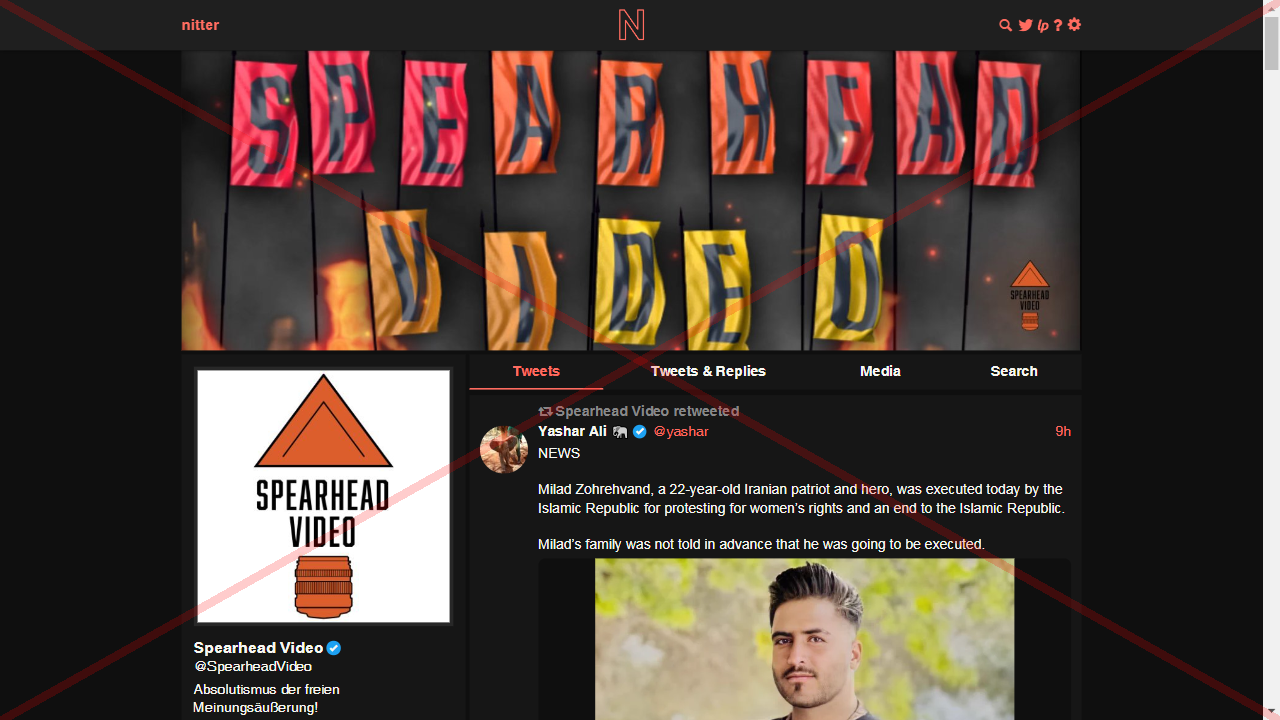 nitter
N
lp ?
SPEARHEAD
VIDEO
SPEARHEAD
VIDEO
Tweets
Tweets & Replies
Media
Search
SPEARHEAD
VIDEO
Spearhead Video
@SpearheadVideo
Absolutismus der freien
Meinungsäußerung!
Spearhead Video retweeted
Yashar Ali 🐘 @yashar 9h
NEWS
Milad Zohrehvand, a 22-year-old Iranian patriot and hero, was executed today by the
Islamic Republic for protesting for women's rights and an end to the Islamic Republic.
Milad's family was not told in advance that he was going to be executed.